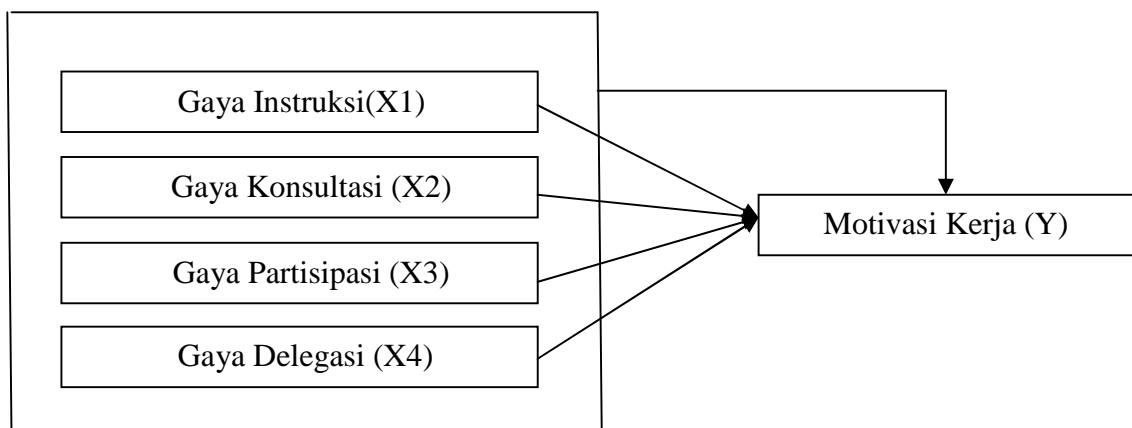 Gaya Instruksi(X1)
Gaya Konsultasi (X2)
Motivasi Kerja (Y)
Gaya Partisipasi (X3)
Gaya Delegasi (X4)